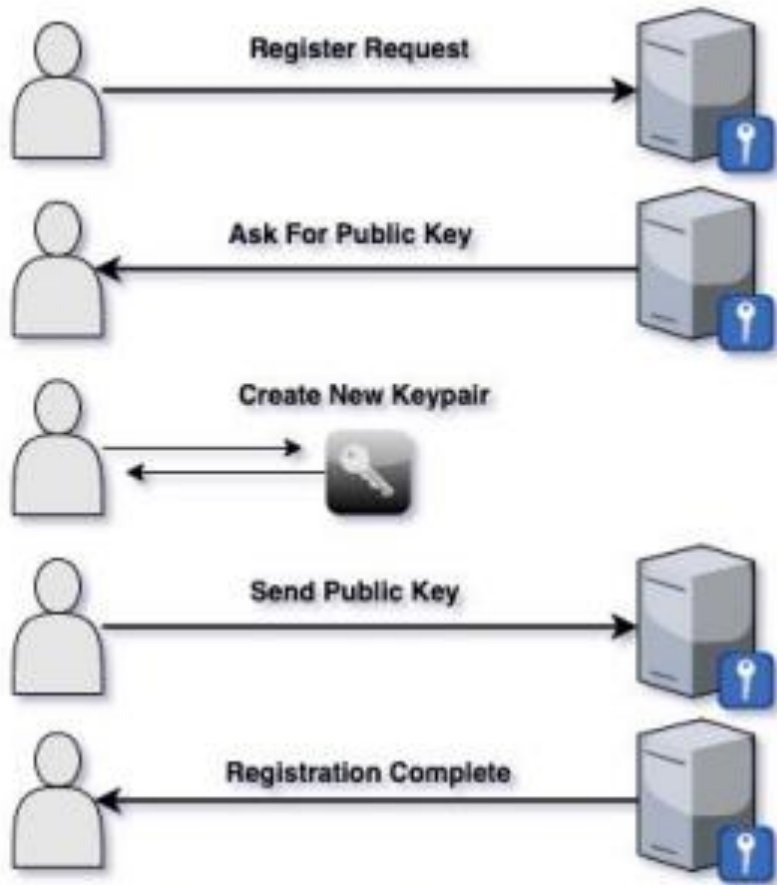 Register Request
Ask For Public Key
Create New Keypair
Send Public Key
Registration Complete